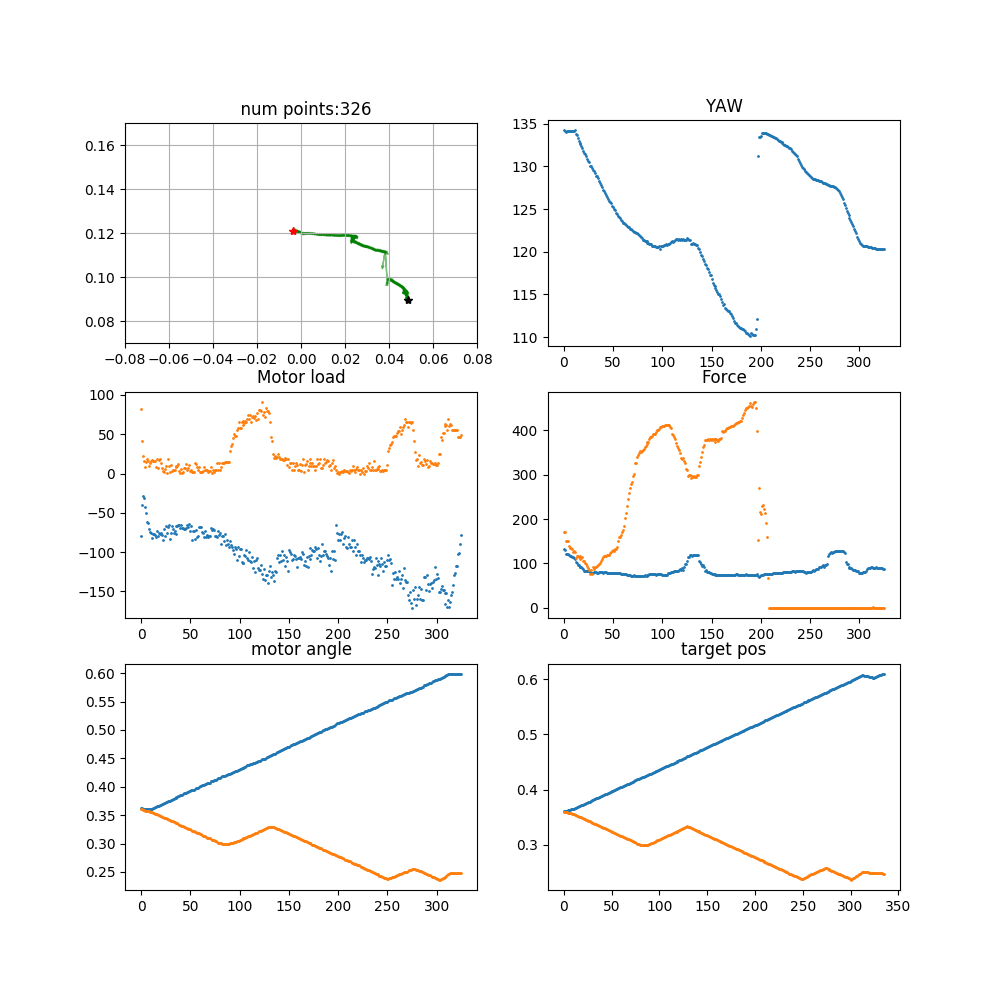 num points:326
YAW
0.16
0.14
0.12
0.10
0.08
−0.08 −0.06 −0.04 −0.02 0.00 0.02 0.04 0.06 0.08
135
130
125
120
115
110
0 50 100 150 200 250 300
Motor load
Force
100
50
0
−50
−100
−150
0 50 100 150 200 250 300
400
300
200
100
0
0 50 100 150 200 250 300
motor angle
target pos
0.60
0.55
0.50
0.45
0.40
0.35
0.30
0.25
0 50 100 150 200 250 300
0.6
0.5
0.4
0.3
0 50 100 150 200 250 300 350